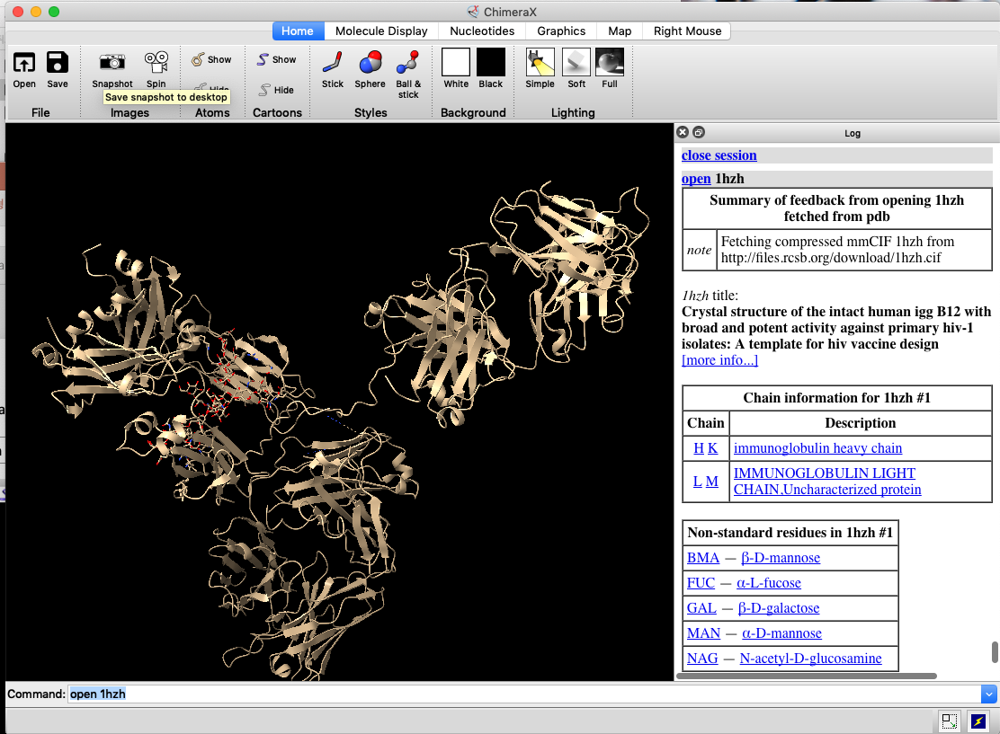 ChimeraX
Home Molecule Display Nucleotides Graphics Map Right Mouse
Open Save Snapshot Spin Show Show Stick Sphere Ball & stick White Black Simple Soft Full
Hide Hide
Save snapshot to desktop
File Images Atoms Cartoons Styles Background Lighting
Log
close session
open 1hzh
Summary of feedback from opening 1hzh
fetched from pdb
note
Fetching compressed mmCIF 1hzh from
http://files.rcsb.org/download/1hzh.cif
1hzh title:
Crystal structure of the intact human igg B12 with
broad and potent activity against primary hiv-1
isolates: A template for hiv vaccine design
[more info...]
Chain information for 1hzh #1
Chain Description
H K immunoglobulin heavy chain
L M IMMUNOGLOBULIN LIGHT
CHAIN,Uncharacterized protein
Non-standard residues in 1hzh #1
BMA — β-D-mannose
FUC — α-L-fucose
GAL — β-D-galactose
MAN — α-D-mannose
NAG — N-acetyl-D-glucosamine
Command: open 1hzh